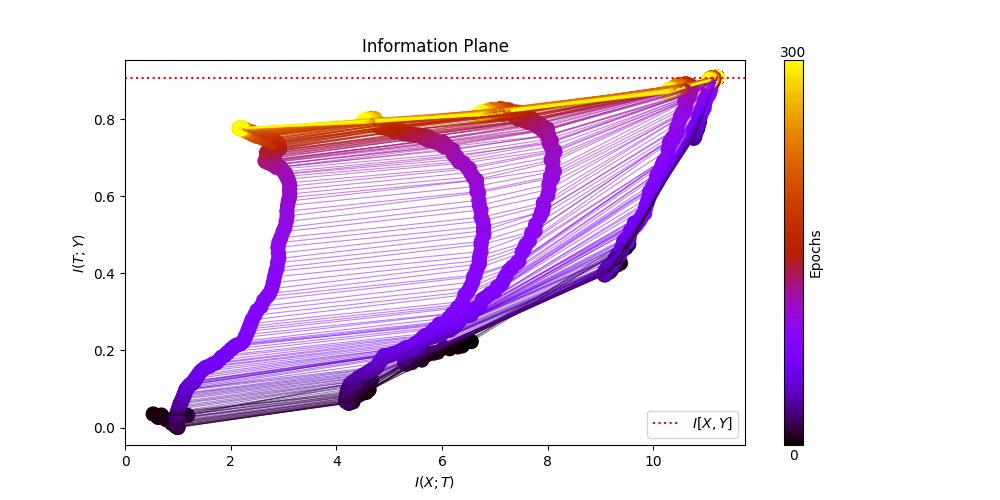 Information Plane
300
0.8
0.6
0.4
0.2
0.0
I(T; Y)
0 2 4 6 8 10
I(X; T)
I[X, Y]
Epochs
0